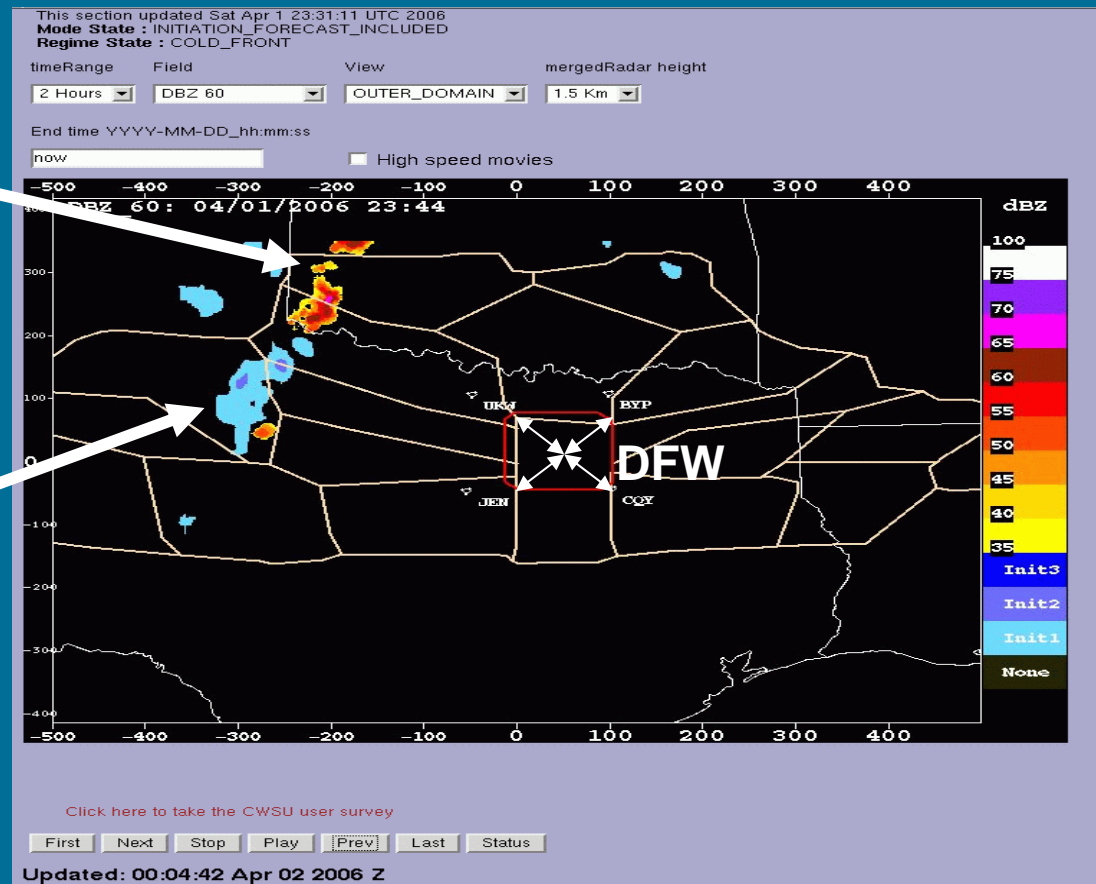 This section updated Sat Apr 1 23:31:11 UTC 2006
Mode State : INITIATION_FORECAST_INCLUDED
Regime State : COLD_FRONT
timeRange Field View mergedRadar height
2 Hours DBZ 60 OUTER_DOMAIN 1.5 Km
End time YYYY-MM-DD_hh:mm:ss
now High speed movies
-500 -400 -300 -200 -100 0 100 200 300 400
DBZ_60: 04/01/2006 23:44 dBZ
100
75
300
70
65
200
60
UKW BYP
100
55
50
DFW
0
45
JEN CQY
40
-100
35
Init3
-200
Init2
Init1
-300
None
-400
-500 -400 -300 -200 -100 0 100 200 300 400
Click here to take the CWSU user survey
First Next Stop Play Prev Last Status
Updated: 00:04:42 Apr 02 2006 Z